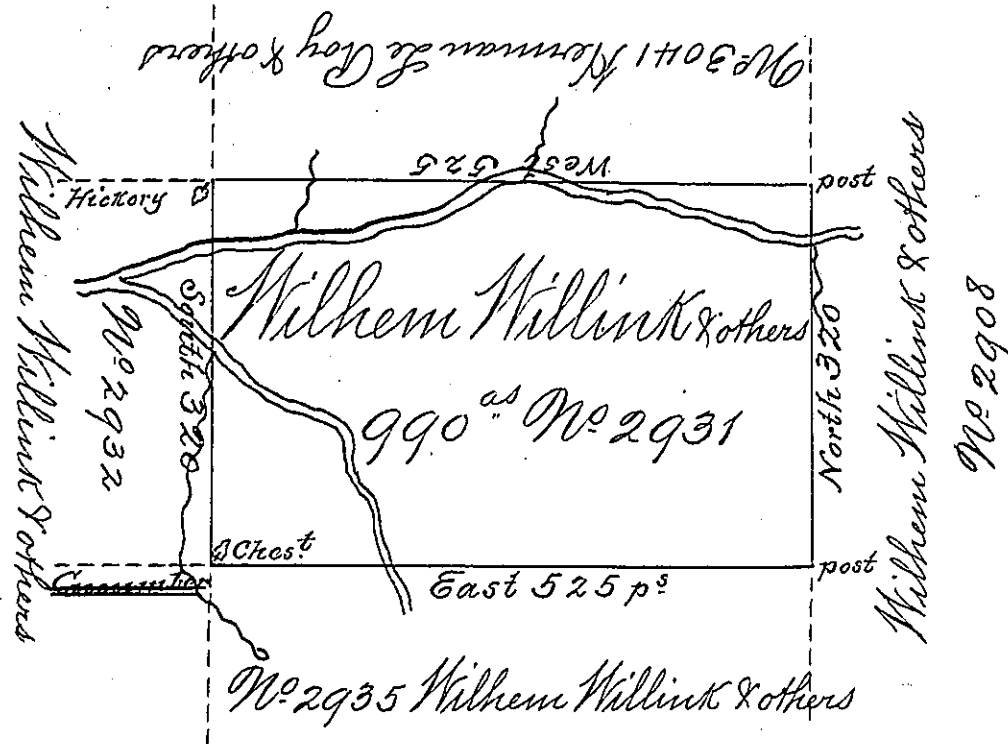 Nº 3041 Herman Le Roy & others
West 525
Hickory
post
Wilhem Willink & others
Nº 2932
South 320
Wilhem Willink & others
990 as Nº 2931
North 320
Wilhem Willink & others
Nº 2908
Chesᵗ
post
East 525 pˢ
Nº 2935 Wilhem Willink & others